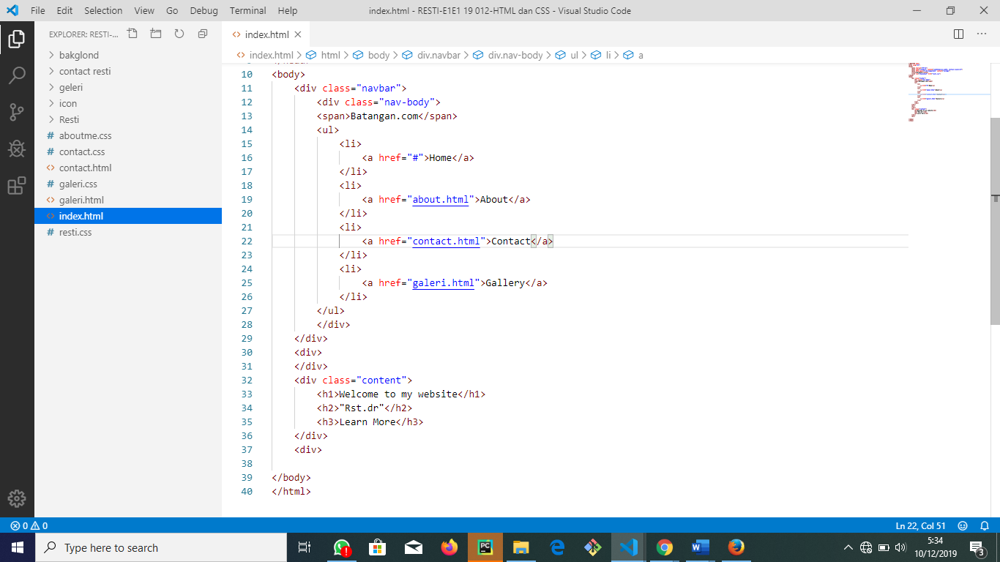 File Edit Selection View Go Debug Terminal Help index.html - RESTI-E1E1 19 012-HTML dan CSS - Visual Studio Code
EXPLORER: RESTI-...
bakglond
contact resti
geleri
icon
Resti
# aboutme.css
# contact.css
<> contact.html
# galeri.css
<> galeri.html
<> index.html
# resti.css
<> index.html
<> index.html > html > body > div.navbar > div.nav-body > ul > li > a
10 <body>
11 <div class="navbar">
12 <div class="nav-body">
13 <span>Batangan.com</span>
14 <ul>
15 <li>
16 <a href="#">Home</a>
17 </li>
18 <li>
19 <a href="about.html">About</a>
20 </li>
21 <li>
22 <a href="contact.html">Contact</a>
23 </li>
24 <li>
25 <a href="galeri.html">Gallery</a>
26 </li>
27 </ul>
28 </div>
29 </div>
30 <div>
31 </div>
32 <div class="content">
33 <h1>Welcome to my website</h1>
34 <h2>"Rst.dr"</h2>
35 <h3>Learn More</h3>
36 </div>
37 <div>
38
39 </body>
40 </html>
0 0 Ln 22, Col 51
Type here to search
PC
5:34
10/12/2019
3